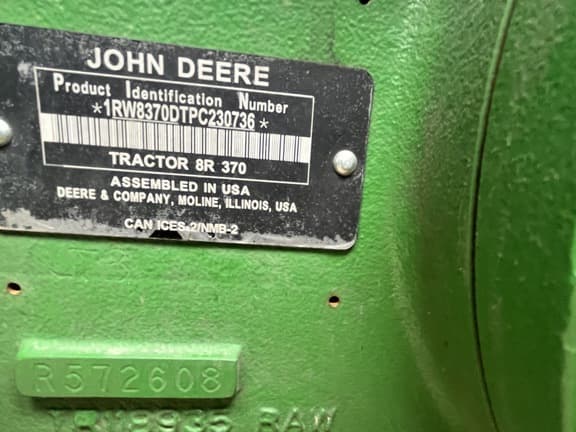 JOHN DEERE
Product Identification Number
*1RW8370DTPC230736*
TRACTOR 8R 370
ASSEMBLED IN USA
DEERE & COMPANY, MOLINE, ILLINOIS, USA
CAN ICES-2/NMB-2
R572608
RAW